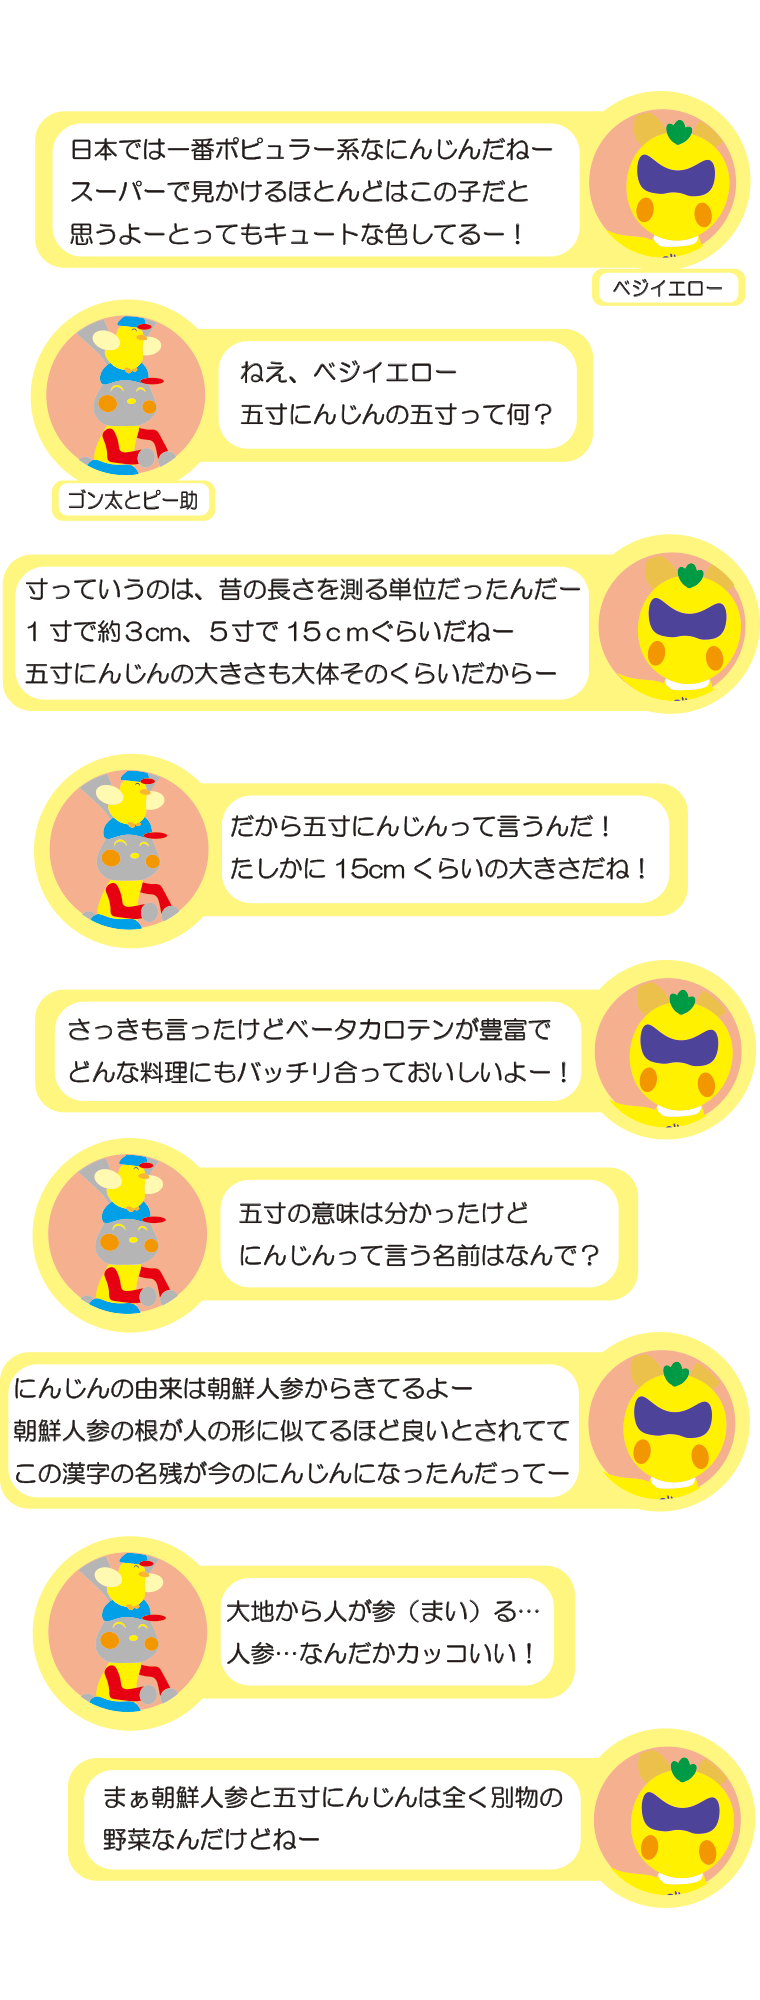 日本では一番ポピュラー系なにんじんだねー
スーパーで見かけるほとんどはこの子だと
思うよーとってもキュートな色してるー！
ベジイエロー
ねえ、ベジイエロー
五寸にんじんの五寸って何？
ゴン太とピー助
寸っていうのは、昔の長さを測る単位だったんだー
1 寸で約３cm、５寸で 15ｃｍぐらいだねー
五寸にんじんの大きさも大体そのくらいだからー
だから五寸にんじんって言うんだ！
たしかに 15cm くらいの大きさだね！
さっきも言ったけどベータカロテンが豊富で
どんな料理にもバッチリ合っておいしいよー！
五寸の意味は分かったけど
にんじんって言う名前はなんで？
にんじんの由来は朝鮮人参からきてるよー
朝鮮人参の根が人の形に似てるほど良いとされてて
この漢字の名残が今のにんじんになったんだってー
大地から人が参（まい）る…
人参…なんだかカッコいい！
まぁ朝鮮人参と五寸にんじんは全く別物の
野菜なんだけどねー